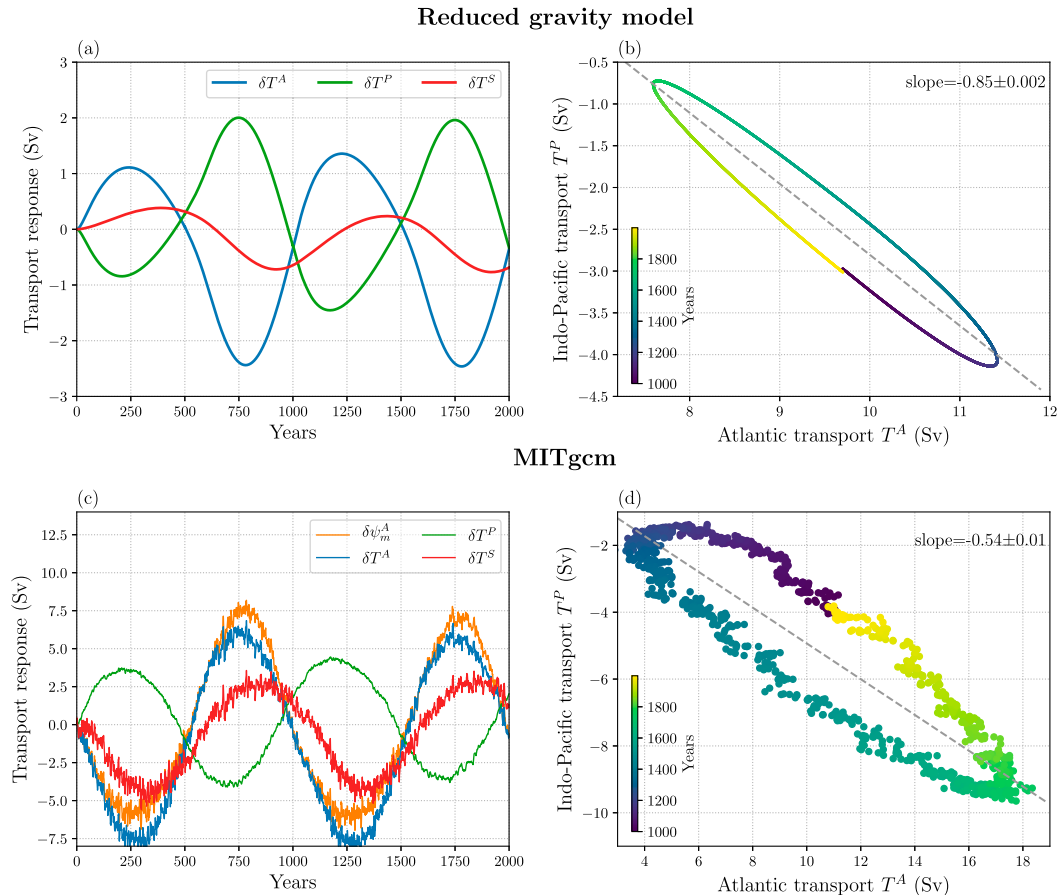 Reduced gravity model
(a)
δT^A δT^P δT^S
Transport response (Sv)
3
2
1
0
−1
−2
−3
0 250 500 750 1000 1250 1500 1750 2000
Years
(b)
slope=-0.85±0.002
Indo-Pacific transport T^P (Sv)
−0.5
−1.0
−1.5
−2.0
−2.5
−3.0
−3.5
−4.0
−4.5
1800
1600
1400
1200
1000
Years
8 9 10 11 12
Atlantic transport T^A (Sv)
MITgcm
(c)
δψ_m^A δT^P
δT^A δT^S
Transport response (Sv)
12.5
10.0
7.5
5.0
2.5
0.0
−2.5
−5.0
−7.5
0 250 500 750 1000 1250 1500 1750 2000
Years
(d)
slope=-0.54±0.01
Indo-Pacific transport T^P (Sv)
−2
−4
−6
−8
−10
1800
1600
1400
1200
1000
Years
4 6 8 10 12 14 16 18
Atlantic transport T^A (Sv)